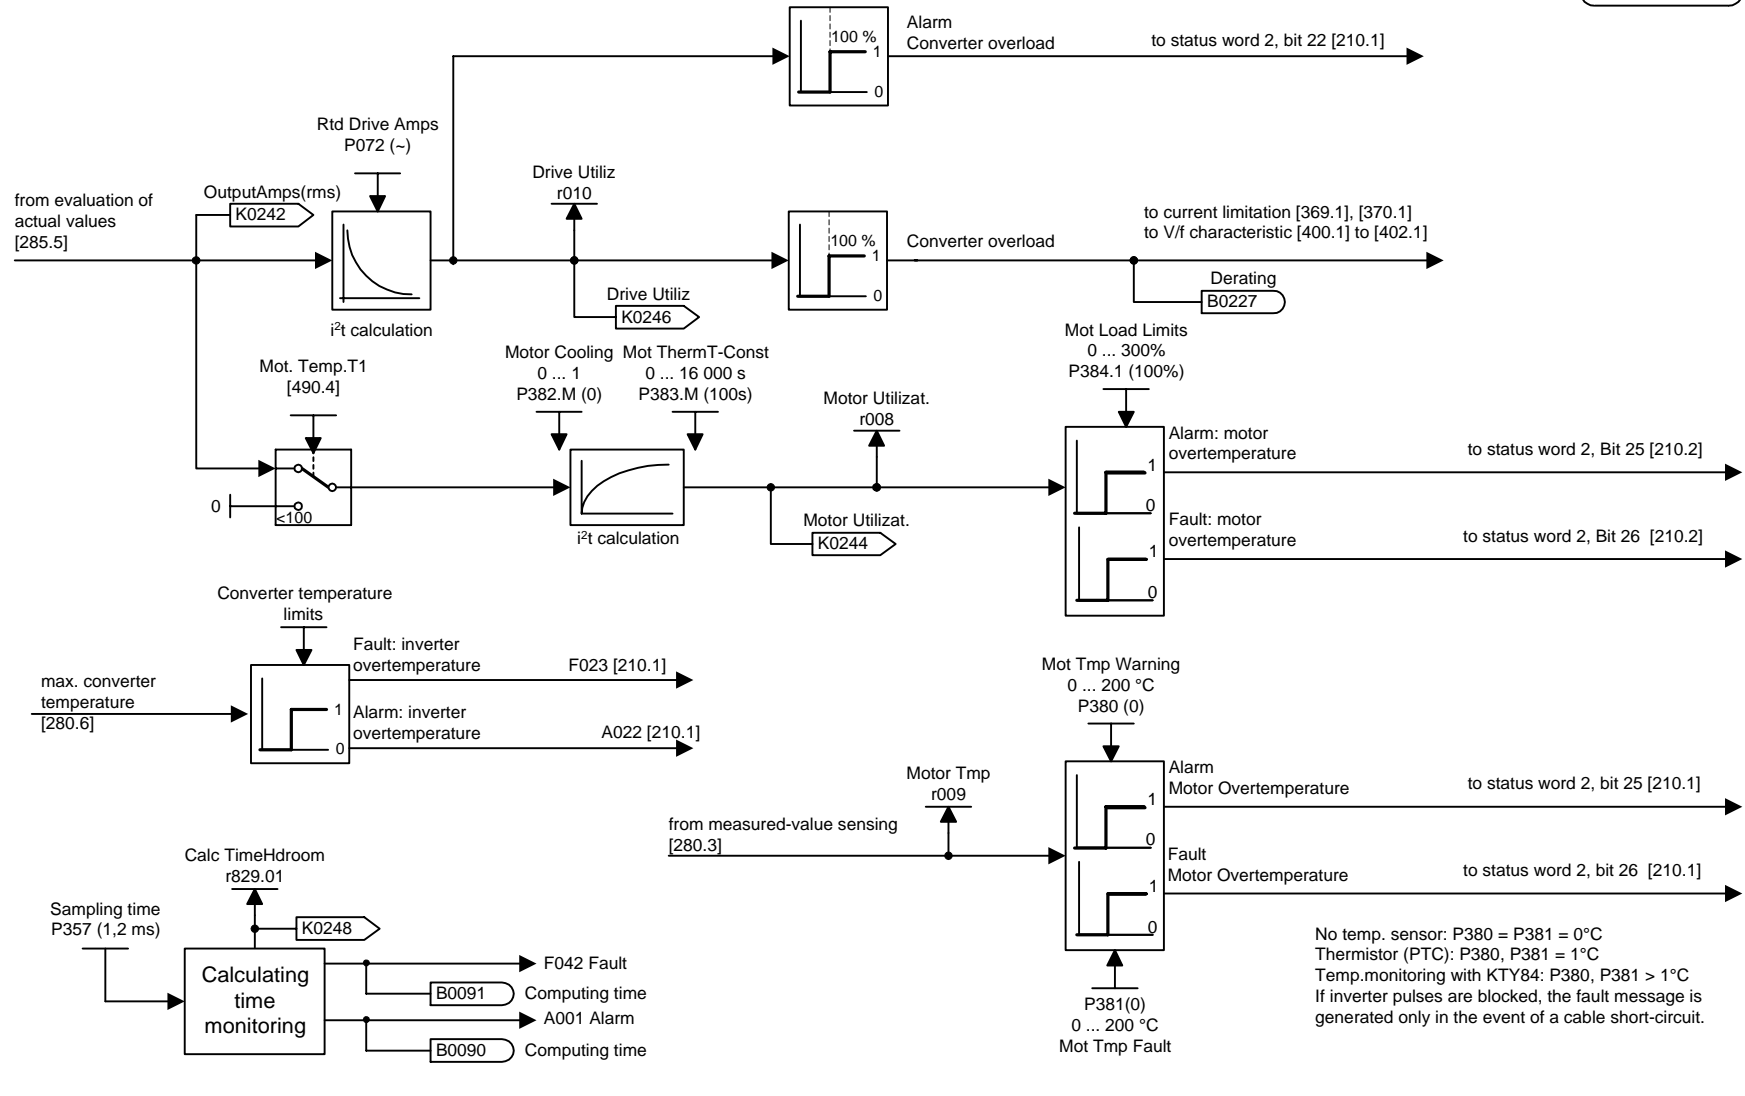 Alarm
Converter overload
to status word 2, bit 22 [210.1]
100 %
1
0
Rtd Drive Amps
P072 (~)
from evaluation of
actual values
[285.5]
OutputAmps(rms)
K0242
i²t calculation
Drive Utiliz
r010
Drive Utiliz
K0246
100 %
1
0
Converter overload
to current limitation [369.1], [370.1]
to V/f characteristic [400.1] to [402.1]
Derating
B0227
Mot. Temp.T1
[490.4]
0
<100
Motor Cooling
0 ... 1
P382.M (0)
Mot ThermT-Const
0 ... 16 000 s
P383.M (100s)
i²t calculation
Motor Utilizat.
r008
Motor Utilizat.
K0244
Mot Load Limits
0 ... 300%
P384.1 (100%)
1
0
1
0
Alarm: motor
overtemperature
to status word 2, Bit 25 [210.2]
Fault: motor
overtemperature
to status word 2, Bit 26 [210.2]
Converter temperature
limits
max. converter
temperature
[280.6]
1
0
Fault: inverter
overtemperature
F023 [210.1]
Alarm: inverter
overtemperature
A022 [210.1]
Mot Tmp Warning
0 ... 200 °C
P380 (0)
from measured-value sensing
[280.3]
Motor Tmp
r009
1
0
1
0
Alarm
Motor Overtemperature
to status word 2, bit 25 [210.1]
Fault
Motor Overtemperature
to status word 2, bit 26 [210.1]
P381(0)
0 ... 200 °C
Mot Tmp Fault
Calc TimeHdroom
r829.01
K0248
Sampling time
P357 (1,2 ms)
Calculating
time
monitoring
F042 Fault
B0091
Computing time
A001 Alarm
B0090
Computing time
No temp. sensor: P380 = P381 = 0°C
Thermistor (PTC): P380, P381 = 1°C
Temp.monitoring with KTY84: P380, P381 > 1°C
If inverter pulses are blocked, the fault message is
generated only in the event of a cable short-circuit.